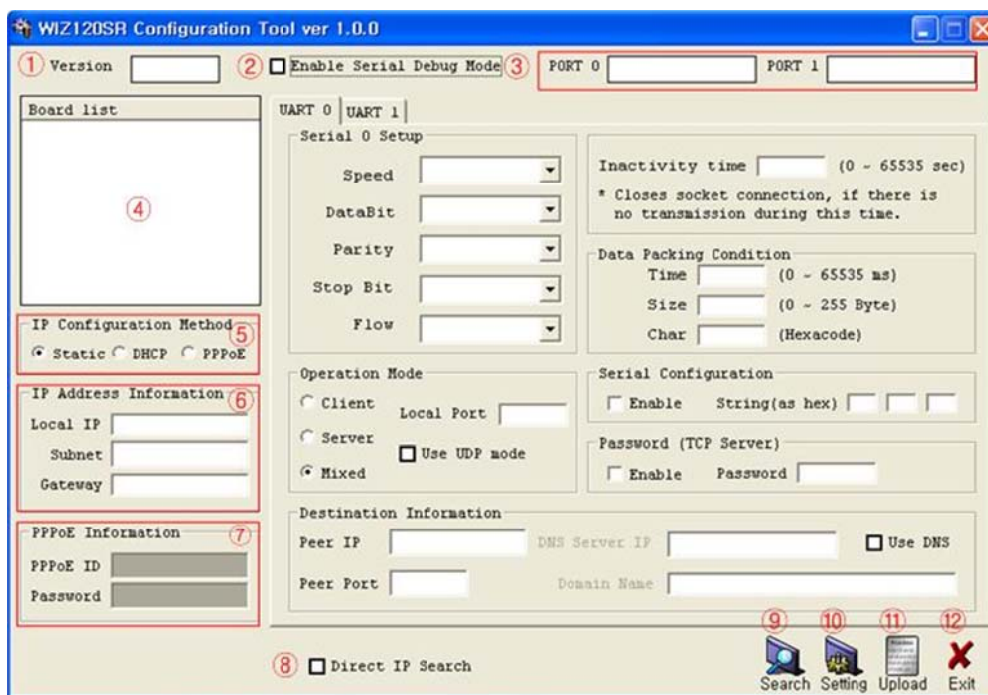 WIZ120SR Configuration Tool ver 1.0.0
① Version ② Enable Serial Debug Mode ③ PORT 0 PORT 1
Board list
④
IP Configuration Method ⑤
Static DHCP PPPoE
IP Address Information ⑥
Local IP
Subnet
Gateway
PPPoE Information ⑦
PPPoE ID
Password
UART 0 UART 1
Serial 0 Setup
Speed
DataBit
Parity
Stop Bit
Flow
Inactivity time (0 ~ 65535 sec)
* Closes socket connection, if there is
no transmission during this time.
Data Packing Condition
Time (0 ~ 65535 ms)
Size (0 ~ 255 Byte)
Char (Hexacode)
Operation Mode
Client
Local Port
Server
Use UDP mode
Mixed
Serial Configuration
Enable String(as hex)
Password (TCP Server)
Enable Password
Destination Information
Peer IP DNS Server IP Use DNS
Peer Port Domain Name
⑧ Direct IP Search
⑨ ⑩ ⑪ ⑫
Search Setting Upload Exit